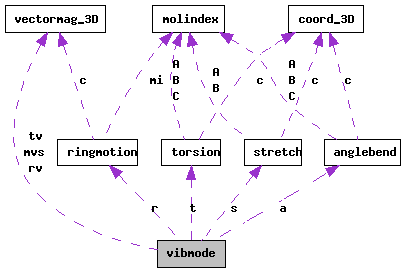 vectormag_3D
molindex
coord_3D
A
B
C
A
B
A
B
C
c
mi
c
c
c
tv
mvs
rv
ringmotion
torsion
stretch
anglebend
r
t
s
a
vibmode